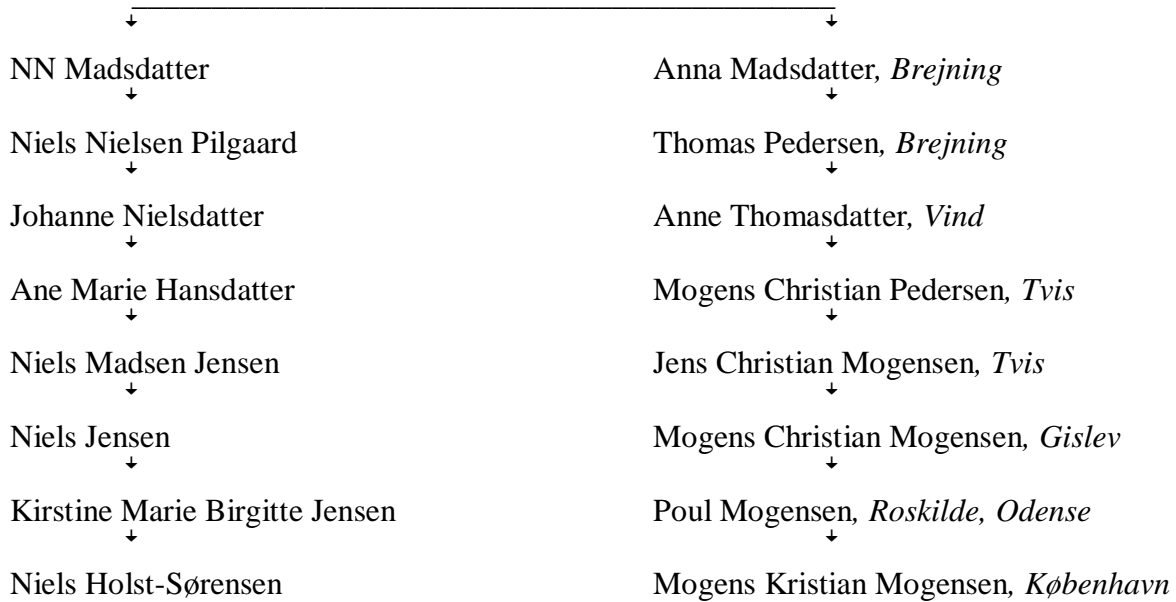 NN Madsdatter Anna Madsdatter, Brejning
Niels Nielsen Pilgaard Thomas Pedersen, Brejning
Johanne Nielsdatter Anne Thomasdatter, Vind
Ane Marie Hansdatter Mogens Christian Pedersen, Tvis
Niels Madsen Jensen Jens Christian Mogensen, Tvis
Niels Jensen Mogens Christian Mogensen, Gislev
Kirstine Marie Birgitte Jensen Poul Mogensen, Roskilde, Odense
Niels Holst-Sørensen Mogens Kristian Mogensen, København